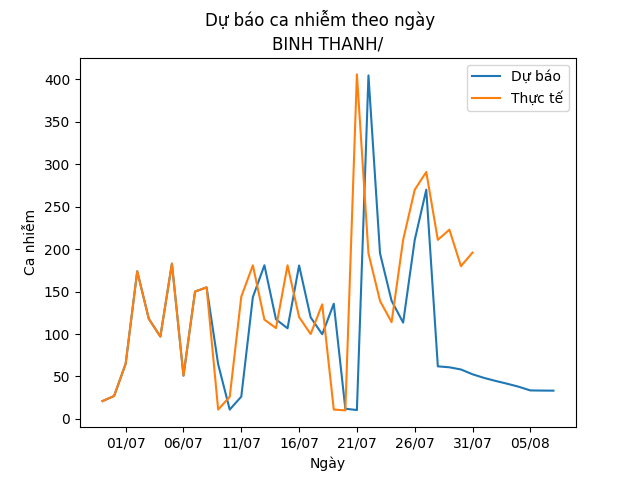 Dự báo ca nhiễm theo ngày
BINH THANH/
Dự báo
Thực tế
400
350
300
250
200
150
100
50
0
Ca nhiễm
01/07 06/07 11/07 16/07 21/07 26/07 31/07 05/08
Ngày